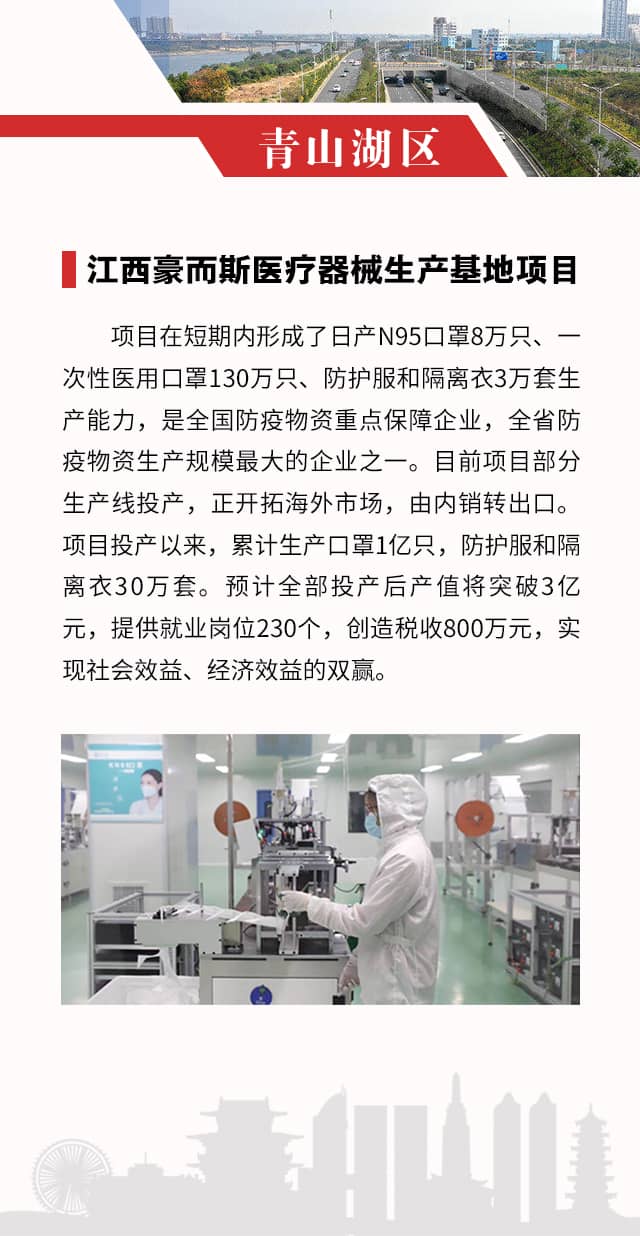 青山湖区
江西豪而斯医疗器械生产基地项目
项目在短期内形成了日产N95口罩8万只、一
次性医用口罩130万只、防护服和隔离衣3万套生
产能力，是全国防疫物资重点保障企业，全省防
疫物资生产规模最大的企业之一。目前项目部分
生产线投产，正开拓海外市场，由内销转出口。
项目投产以来，累计生产口罩1亿只，防护服和隔
离衣30万套。预计全部投产后产值将突破3亿
元，提供就业岗位230个，创造税收800万元，实
现社会效益、经济效益的双赢。